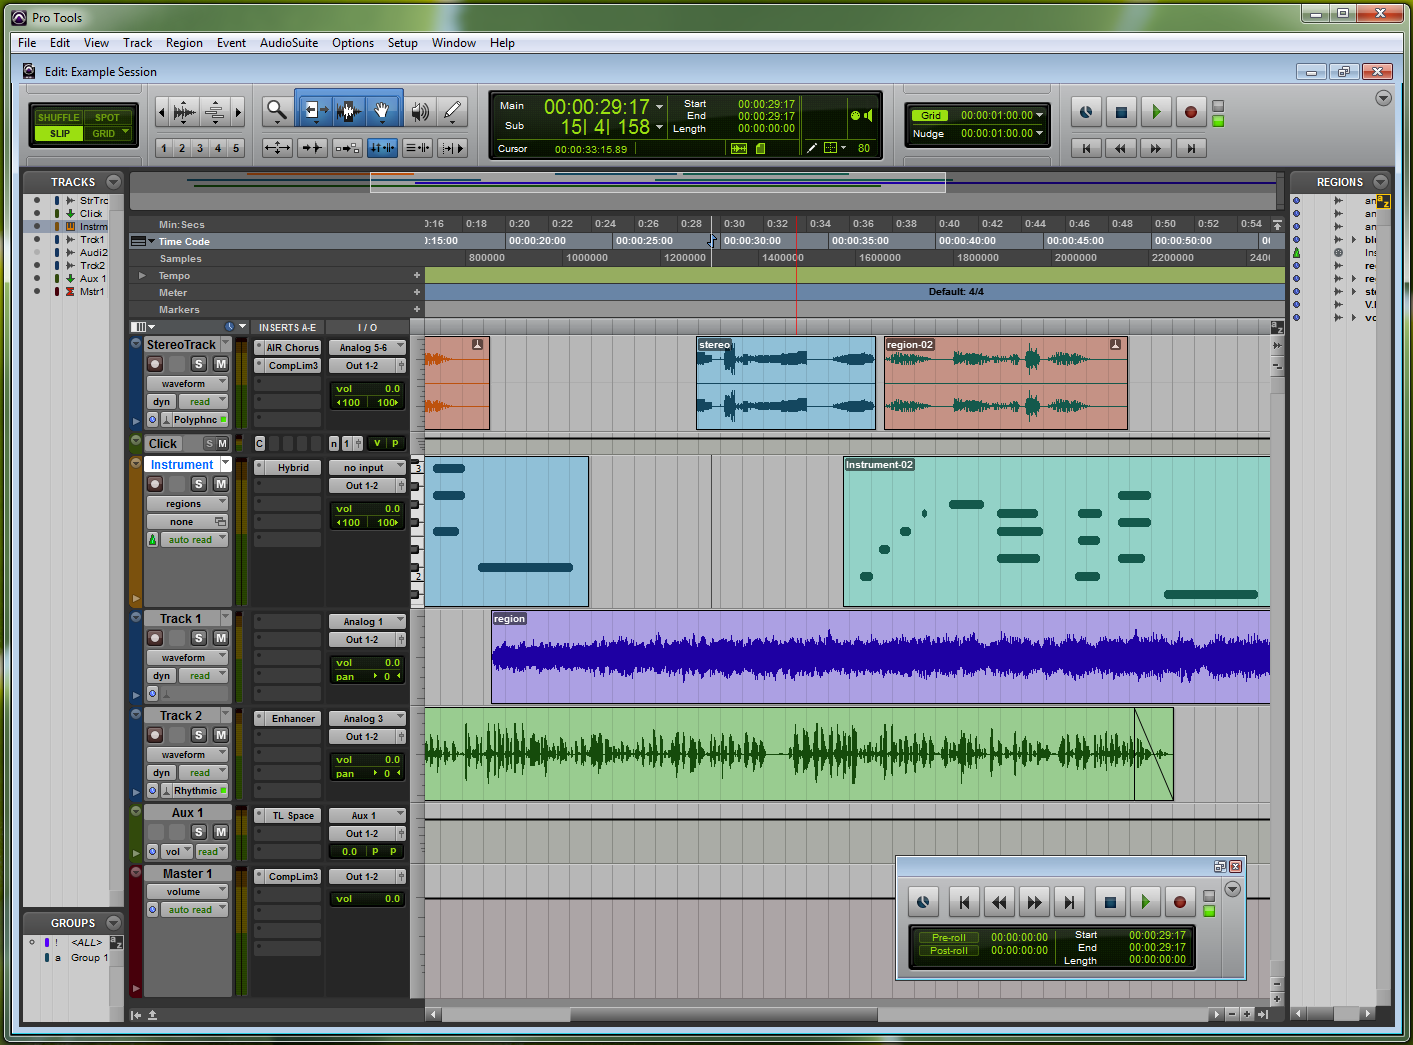 Pro Tools
File Edit View Track Region Event AudioSuite Options Setup Window Help
Edit: Example Session
SHUFFLE SPOT
SLIP GRID
1 2 3 4 5
Main 00:00:29:17
Sub 15| 4| 158
Start 00:00:29:17
End 00:00:29:17
Length 00:00:00:00
Cursor 00:00:33:15.89
80
Grid 00:00:01:00.00
Nudge 00:00:01:00.00
TRACKS
StrTrc
Click
Instrm
Trck1
Audi2
Trck2
Aux 1
Mstr1
GROUPS
! <ALL>
a Group 1
Min:Secs 0:16 0:18 0:20 0:22 0:24 0:26 0:28 0:30 0:32 0:34 0:36 0:38 0:40 0:42 0:44 0:46 0:48 0:50 0:52 0:54
Time Code ):15:00 00:00:20:00 00:00:25:00 00:00:30:00 00:00:35:00 00:00:40:00 00:00:45:00 00:00:50:00 0(
Samples 800000 1000000 1200000 1400000 1600000 1800000 2000000 2200000 2400
Tempo
Meter Default: 4/4
Markers
INSERTS A-E I / O
StereoTrack
S M
waveform
dyn read
Polyphnc
AIR Chorus
CompLim3
Analog 5-6
Out 1-2
vol 0.0
100 100
stereo
region-02
Click S M C n 1 V P
Instrument
S M
regions
none
auto read
Hybrid
no input
Out 1-2
vol 0.0
100 100
3
2
Instrument-02
Track 1
S M
waveform
dyn read
Analog 1
Out 1-2
vol 0.0
pan 0
region
Track 2
S M
waveform
dyn read
Rhythmic
Enhancer
Analog 3
Out 1-2
vol 0.0
pan 0
Aux 1
S M
vol read
TL Space
Aux 1
Out 1-2
0.0 P P
Master 1
volume
auto read
CompLim3
Out 1-2
vol 0.0
Pre-roll 00:00:00:00
Post-roll 00:00:00:00
Start 00:00:29:17
End 00:00:29:17
Length 00:00:00:00
REGIONS
an
an
an
blu
Ins
re
re
ste
V.I
vo